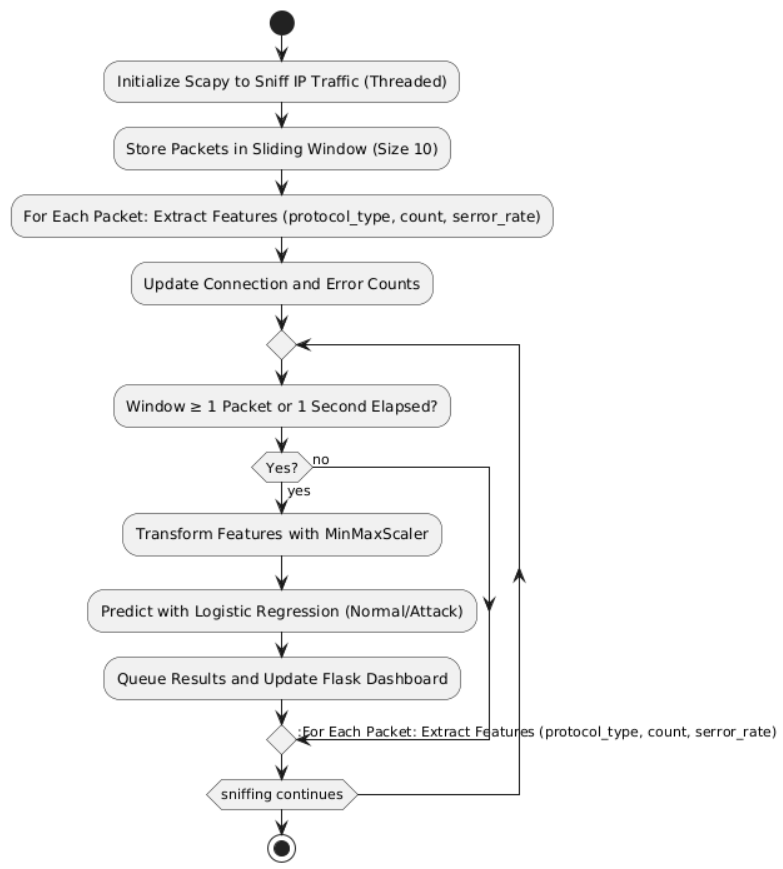 Initialize Scapy to Sniff IP Traffic (Threaded)
Store Packets in Sliding Window (Size 10)
For Each Packet: Extract Features (protocol_type, count, serror_rate)
Update Connection and Error Counts
Window ≥ 1 Packet or 1 Second Elapsed?
Yes?
no
yes
Transform Features with MinMaxScaler
Predict with Logistic Regression (Normal/Attack)
Queue Results and Update Flask Dashboard
:For Each Packet: Extract Features (protocol_type, count, serror_rate)
sniffing continues